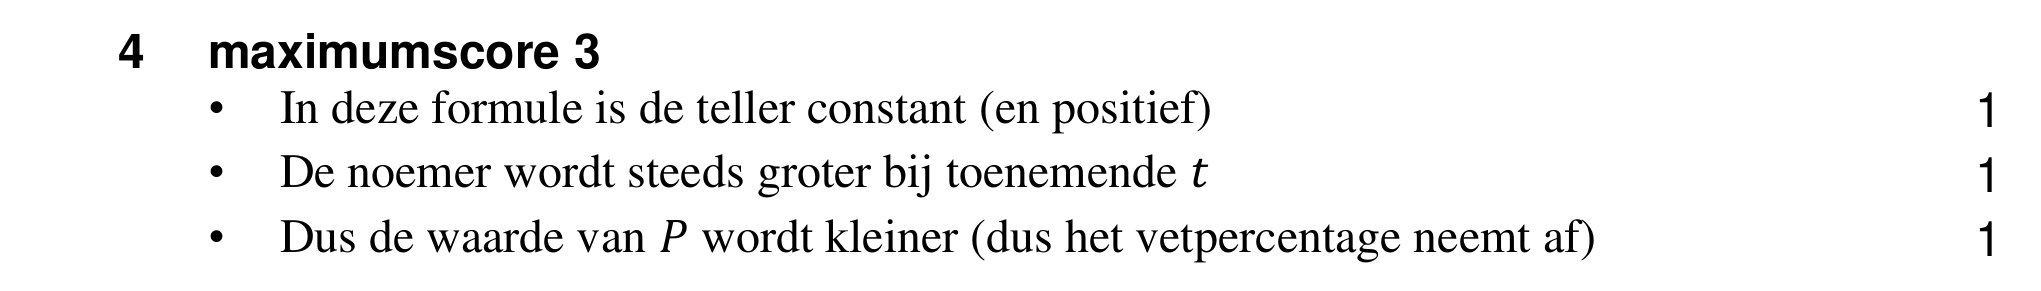 4 maximumscore 3
• In deze formule is de teller constant (en positief) 1
• De noemer wordt steeds groter bij toenemende t 1
• Dus de waarde van P wordt kleiner (dus het vetpercentage neemt af) 1